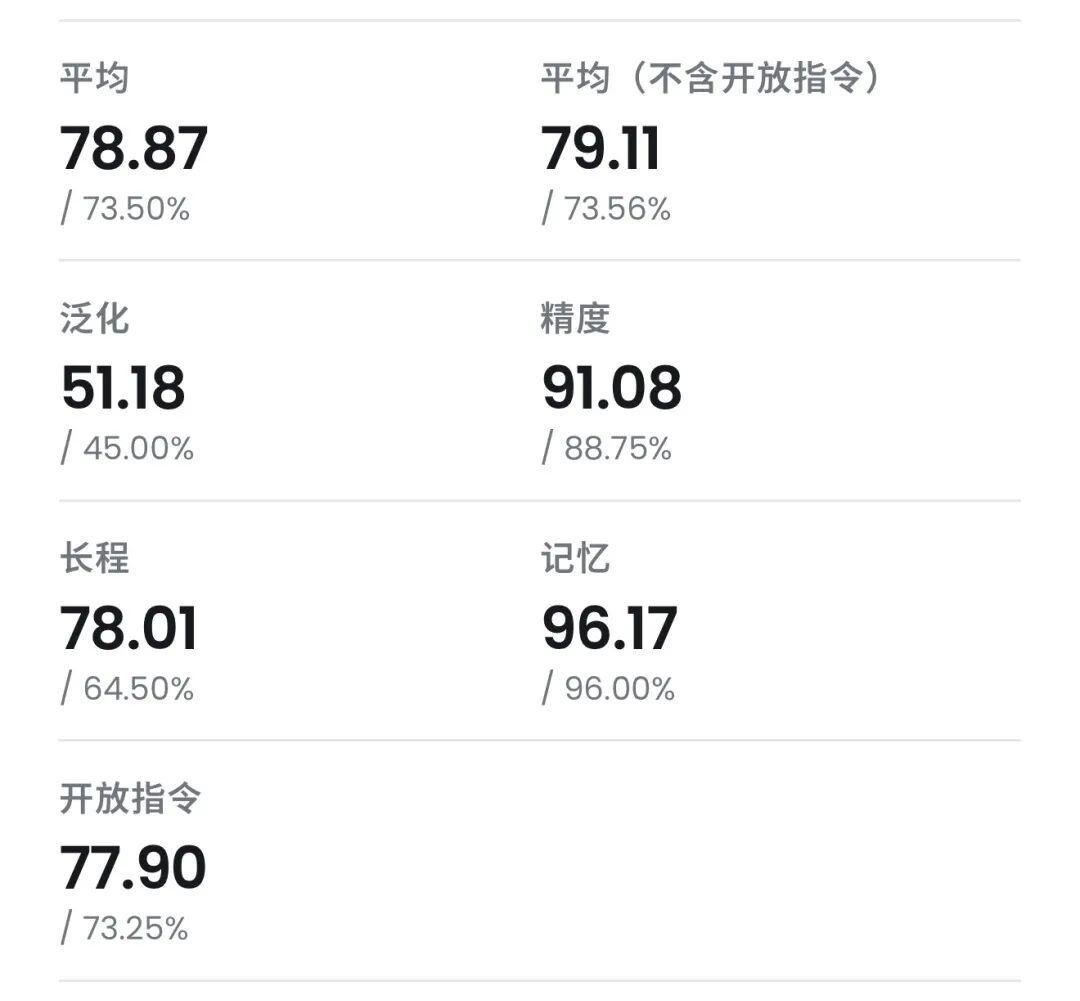 平均
78.87
/ 73.50%
平均（不含开放指令）
79.11
/ 73.56%
泛化
51.18
/ 45.00%
精度
91.08
/ 88.75%
长程
78.01
/ 64.50%
记忆
96.17
/ 96.00%
开放指令
77.90
/ 73.25%